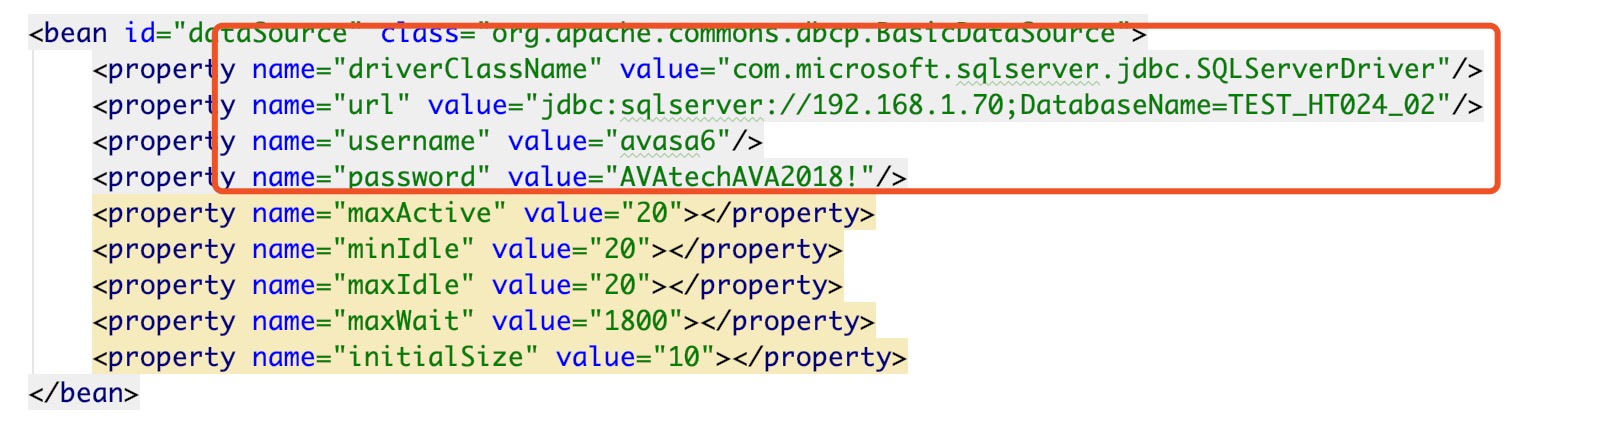 <bean id="dataSource" class="org.apache.commons.dbcp.BasicDataSource">
<property name="driverClassName" value="com.microsoft.sqlserver.jdbc.SQLServerDriver"/>
<property name="url" value="jdbc:sqlserver://192.168.1.70;DatabaseName=TEST_HT024_02"/>
<property name="username" value="avasa6"/>
<property name="password" value="AVAtechAVA2018!"/>
<property name="maxActive" value="20"></property>
<property name="minIdle" value="20"></property>
<property name="maxIdle" value="20"></property>
<property name="maxWait" value="1800"></property>
<property name="initialSize" value="10"></property>
</bean>